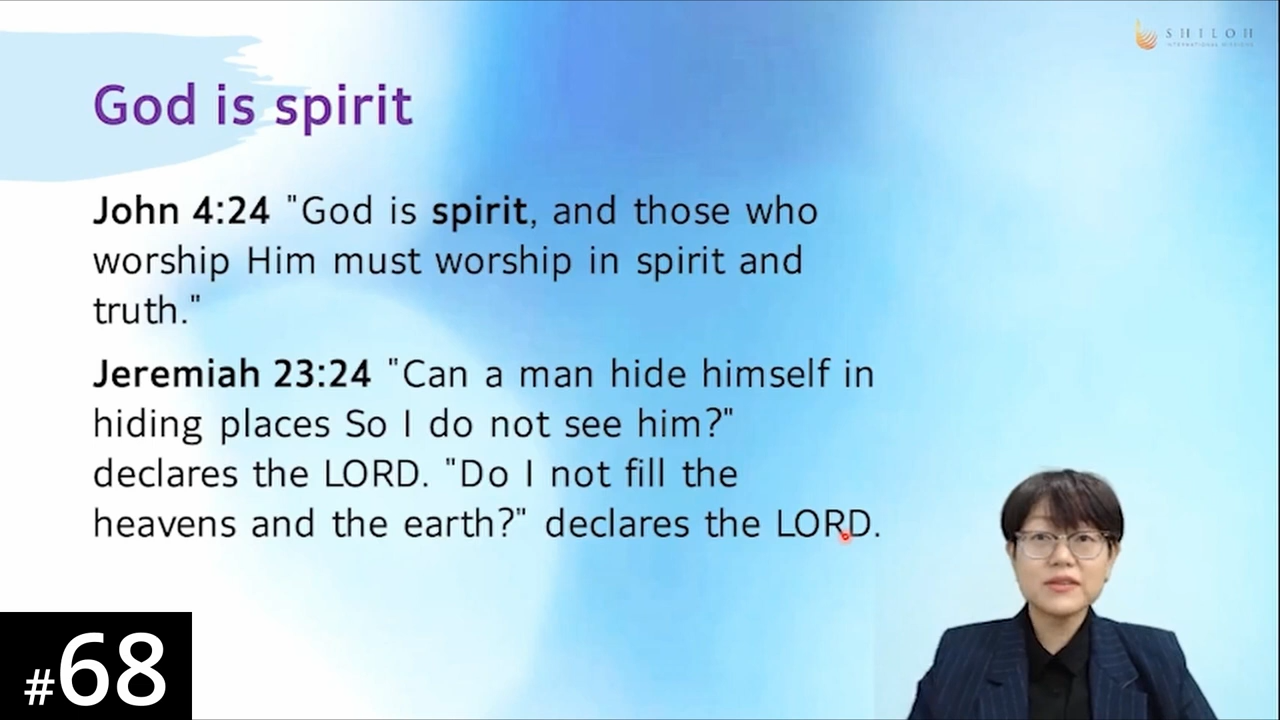 SHILOH
INTERNATIONAL MISSIONS
God is spirit
John 4:24 "God is spirit, and those who
worship Him must worship in spirit and
truth."
Jeremiah 23:24 "Can a man hide himself in
hiding places So I do not see him?"
declares the LORD. "Do I not fill the
heavens and the earth?" declares the LORD.
#68